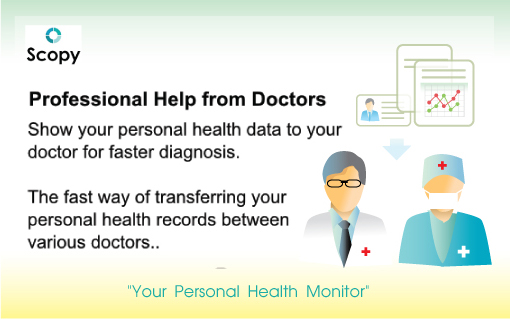 Scopy
Professional Help from Doctors
Show your personal health data to your
doctor for faster diagnosis.
The fast way of transferring your
personal health records between
various doctors..
"Your Personal Health Monitor"